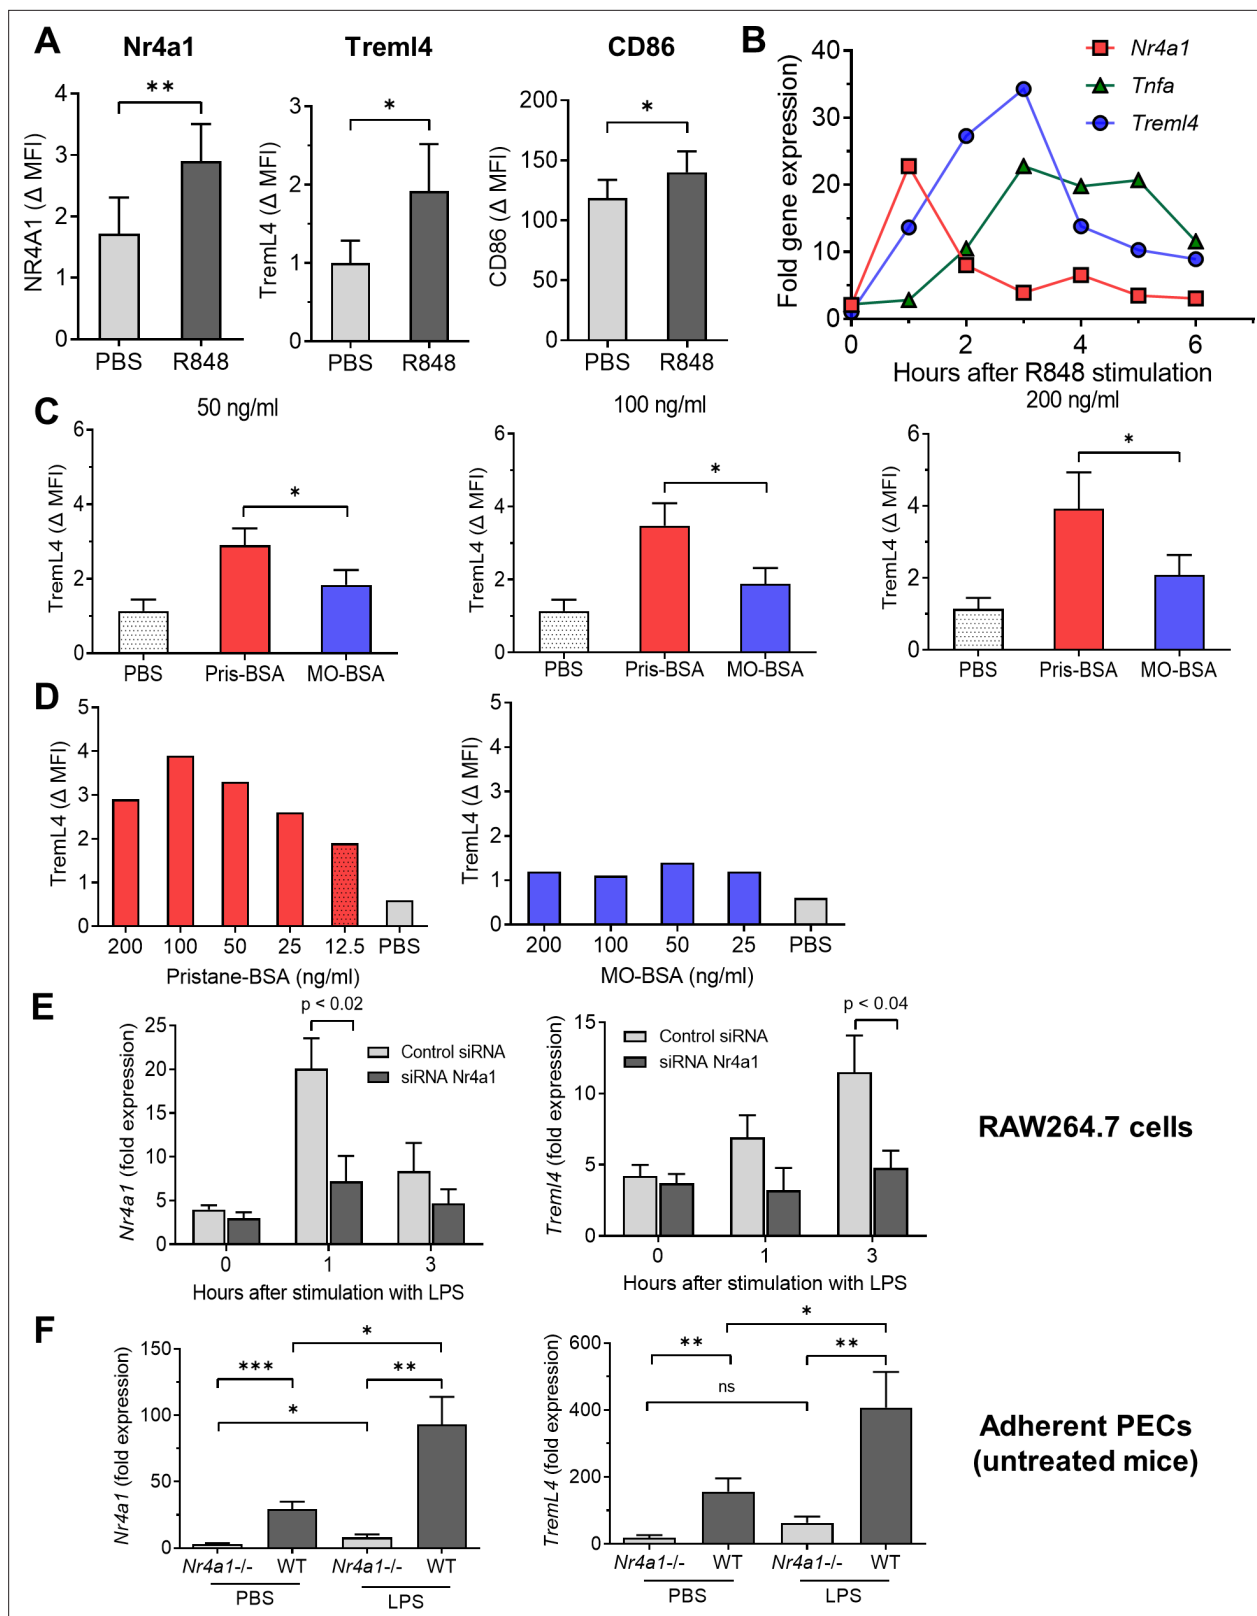 A
Nr4a1
Treml4
CD86
B
NR4A1 (Δ MFI)
4
3
2
1
0
**
PBS
R848
TremL4 (Δ MFI)
3
2
1
0
*
PBS
R848
CD86 (Δ MFI)
200
150
100
50
0
*
PBS
R848
Fold gene expression)
40
30
20
10
0
Nr4a1
Tnfa
Treml4
0
2
4
6
Hours after R848 stimulation
C
50 ng/ml
TremL4 (Δ MFI)
6
4
2
0
*
PBS
Pris-BSA
MO-BSA
100 ng/ml
TremL4 (Δ MFI)
6
4
2
0
*
PBS
Pris-BSA
MO-BSA
200 ng/ml
TremL4 (Δ MFI)
6
4
2
0
*
PBS
Pris-BSA
MO-BSA
D
TremL4 (Δ MFI)
5
4
3
2
1
0
200
100
50
25
12.5
PBS
Pristane-BSA (ng/ml)
TremL4 (Δ MFI)
5
4
3
2
1
0
200
100
50
25
PBS
MO-BSA (ng/ml)
E
Nr4a1 (fold expression)
25
20
15
10
5
0
p < 0.02
Control siRNA
siRNA Nr4a1
0
1
3
Hours after stimulation with LPS
Treml4 (fold expression)
15
10
5
0
p < 0.04
Control siRNA
siRNA Nr4a1
0
1
3
Hours after stimulation with LPS
RAW264.7 cells
F
Nr4a1 (fold expression)
150
100
50
0
*
***
**
*
Nr4a1-/-
WT
Nr4a1-/-
WT
PBS
LPS
TremL4 (fold expression)
600
400
200
0
*
**
**
ns
Nr4a1-/-
WT
Nr4a1-/-
WT
PBS
LPS
Adherent PECs
(untreated mice)